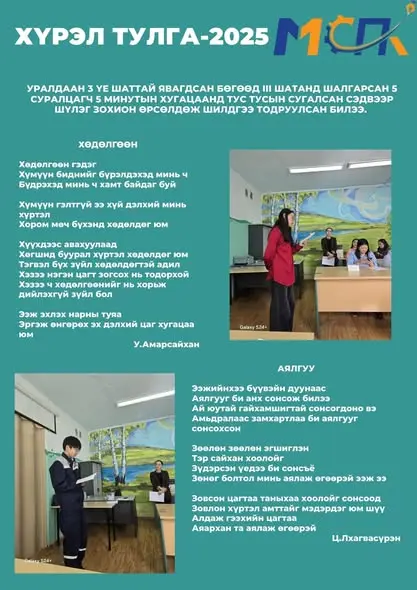 ХҮРЭЛ ТУЛГА-2025
МСПК
УРАЛДААН 3 ҮЕ ШАТТАЙ ЯВАГДСАН БӨГӨӨД III ШАТАНД ШАЛГАРСАН 5
СУРАЛЦАГЧ 5 МИНУТЫН ХУГАЦААНД ТУС ТУСЫН СУГАЛСАН СЭДВЭЭР
ШҮЛЭГ ЗОХИОН ӨРСӨЛДӨЖ ШИЛДГЭЭ ТОДРУУЛСАН БИЛЭЭ.
ХӨДӨЛГӨӨН
Хөдөлгөөн гэдэг
Хүмүүн биднийг бүрэлдэхэд минь ч
Бүдрэхэд минь ч хамт байдаг буй
Хүмүүн гэлтгүй ээ хүй дэлхий минь
хүртэл
Хором мөч бүхэнд хөдөлдөг юм
Хүүхдээс авахуулаад
Хөгшнд буурал хүртэл хөдөлдөг юм
Тэгвэл бүх зүйл хөдөлдөгтэй адил
Хэзээ нэгэн цагт зогсох нь тодорхой
Хэзээ ч хөдөлгөөнийг нь хорьж
дийлэхгүй зүйл бол
Ээж эхлэх нарны туяа
Эргэж өнгөрөх эх дэлхий цаг хугацаа
юм
У.Амарсайхан
Galaxy S24+
АЯЛГУУ
Ээжийнхээ бүүвэйн дуунаас
Аялгууг би анх сонсож билээ
Ай юутай гайхамшигтай сонсогдоно вэ
Амьдралаас замхартлаа би аялгууг
сонсохсон
Зөөлөн зөөлөн эгшиглэн
Тэр сайхан хоолойг
Зүдэрсэн үедээ би сонсъё
Зөнөг болтол минь аялаж өгөөрэй ээж ээ
Зовсон цагтаа таныхаа хоолойг сонсоод
Зовлон хүртэл амттайг мэдэрдэг юм шүү
Алдаж гээхийн цагтаа
Аяархан та аялаж өгөөрэй
Ц.Лхагвасүрэн
Galaxy S24+